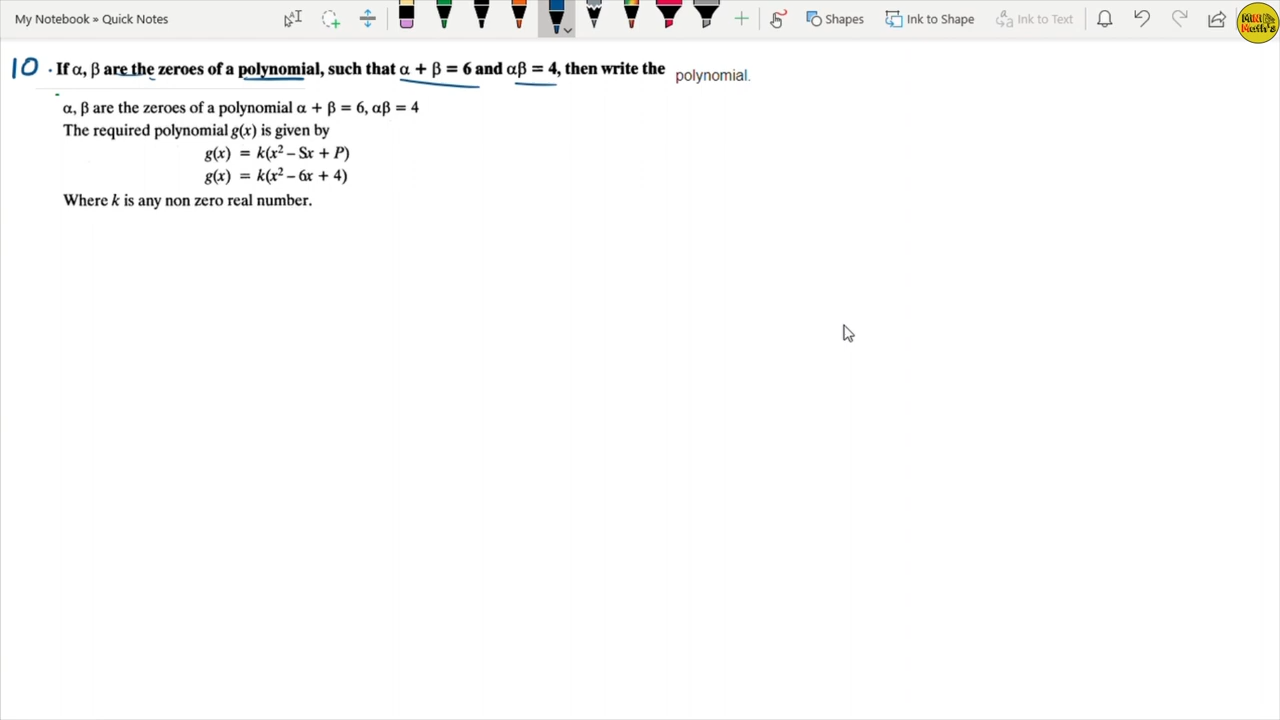 My Notebook » Quick Notes
Shapes
Ink to Shape
Ink to Text
10 . If α, β are the zeroes of a polynomial, such that α + β = 6 and αβ = 4, then write the polynomial.
α, β are the zeroes of a polynomial α + β = 6, αβ = 4
The required polynomial g(x) is given by
g(x) = k(x² – Sx + P)
g(x) = k(x² – 6x + 4)
Where k is any non zero real number.